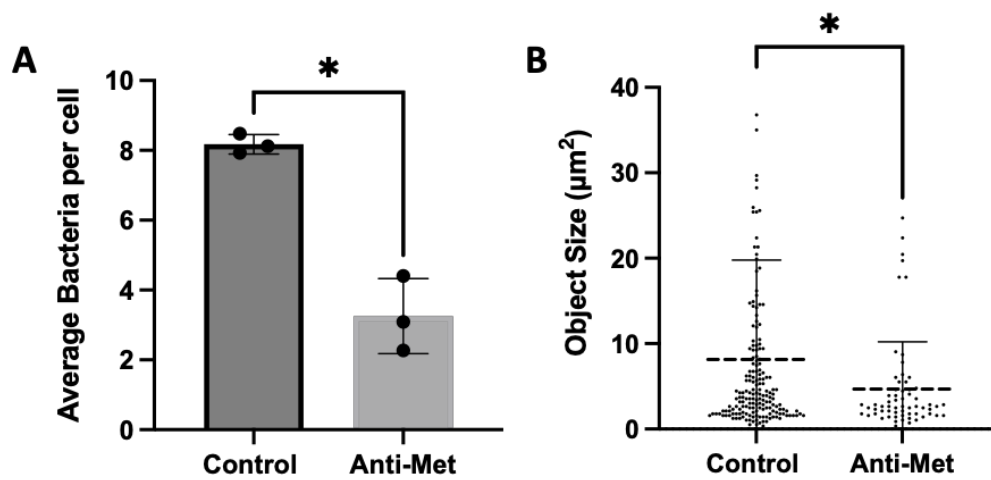 A
Average Bacteria per cell
10
8
6
4
2
0
*
Control
Anti-Met
B
Object Size (µm²)
40
30
20
10
0
*
Control
Anti-Met